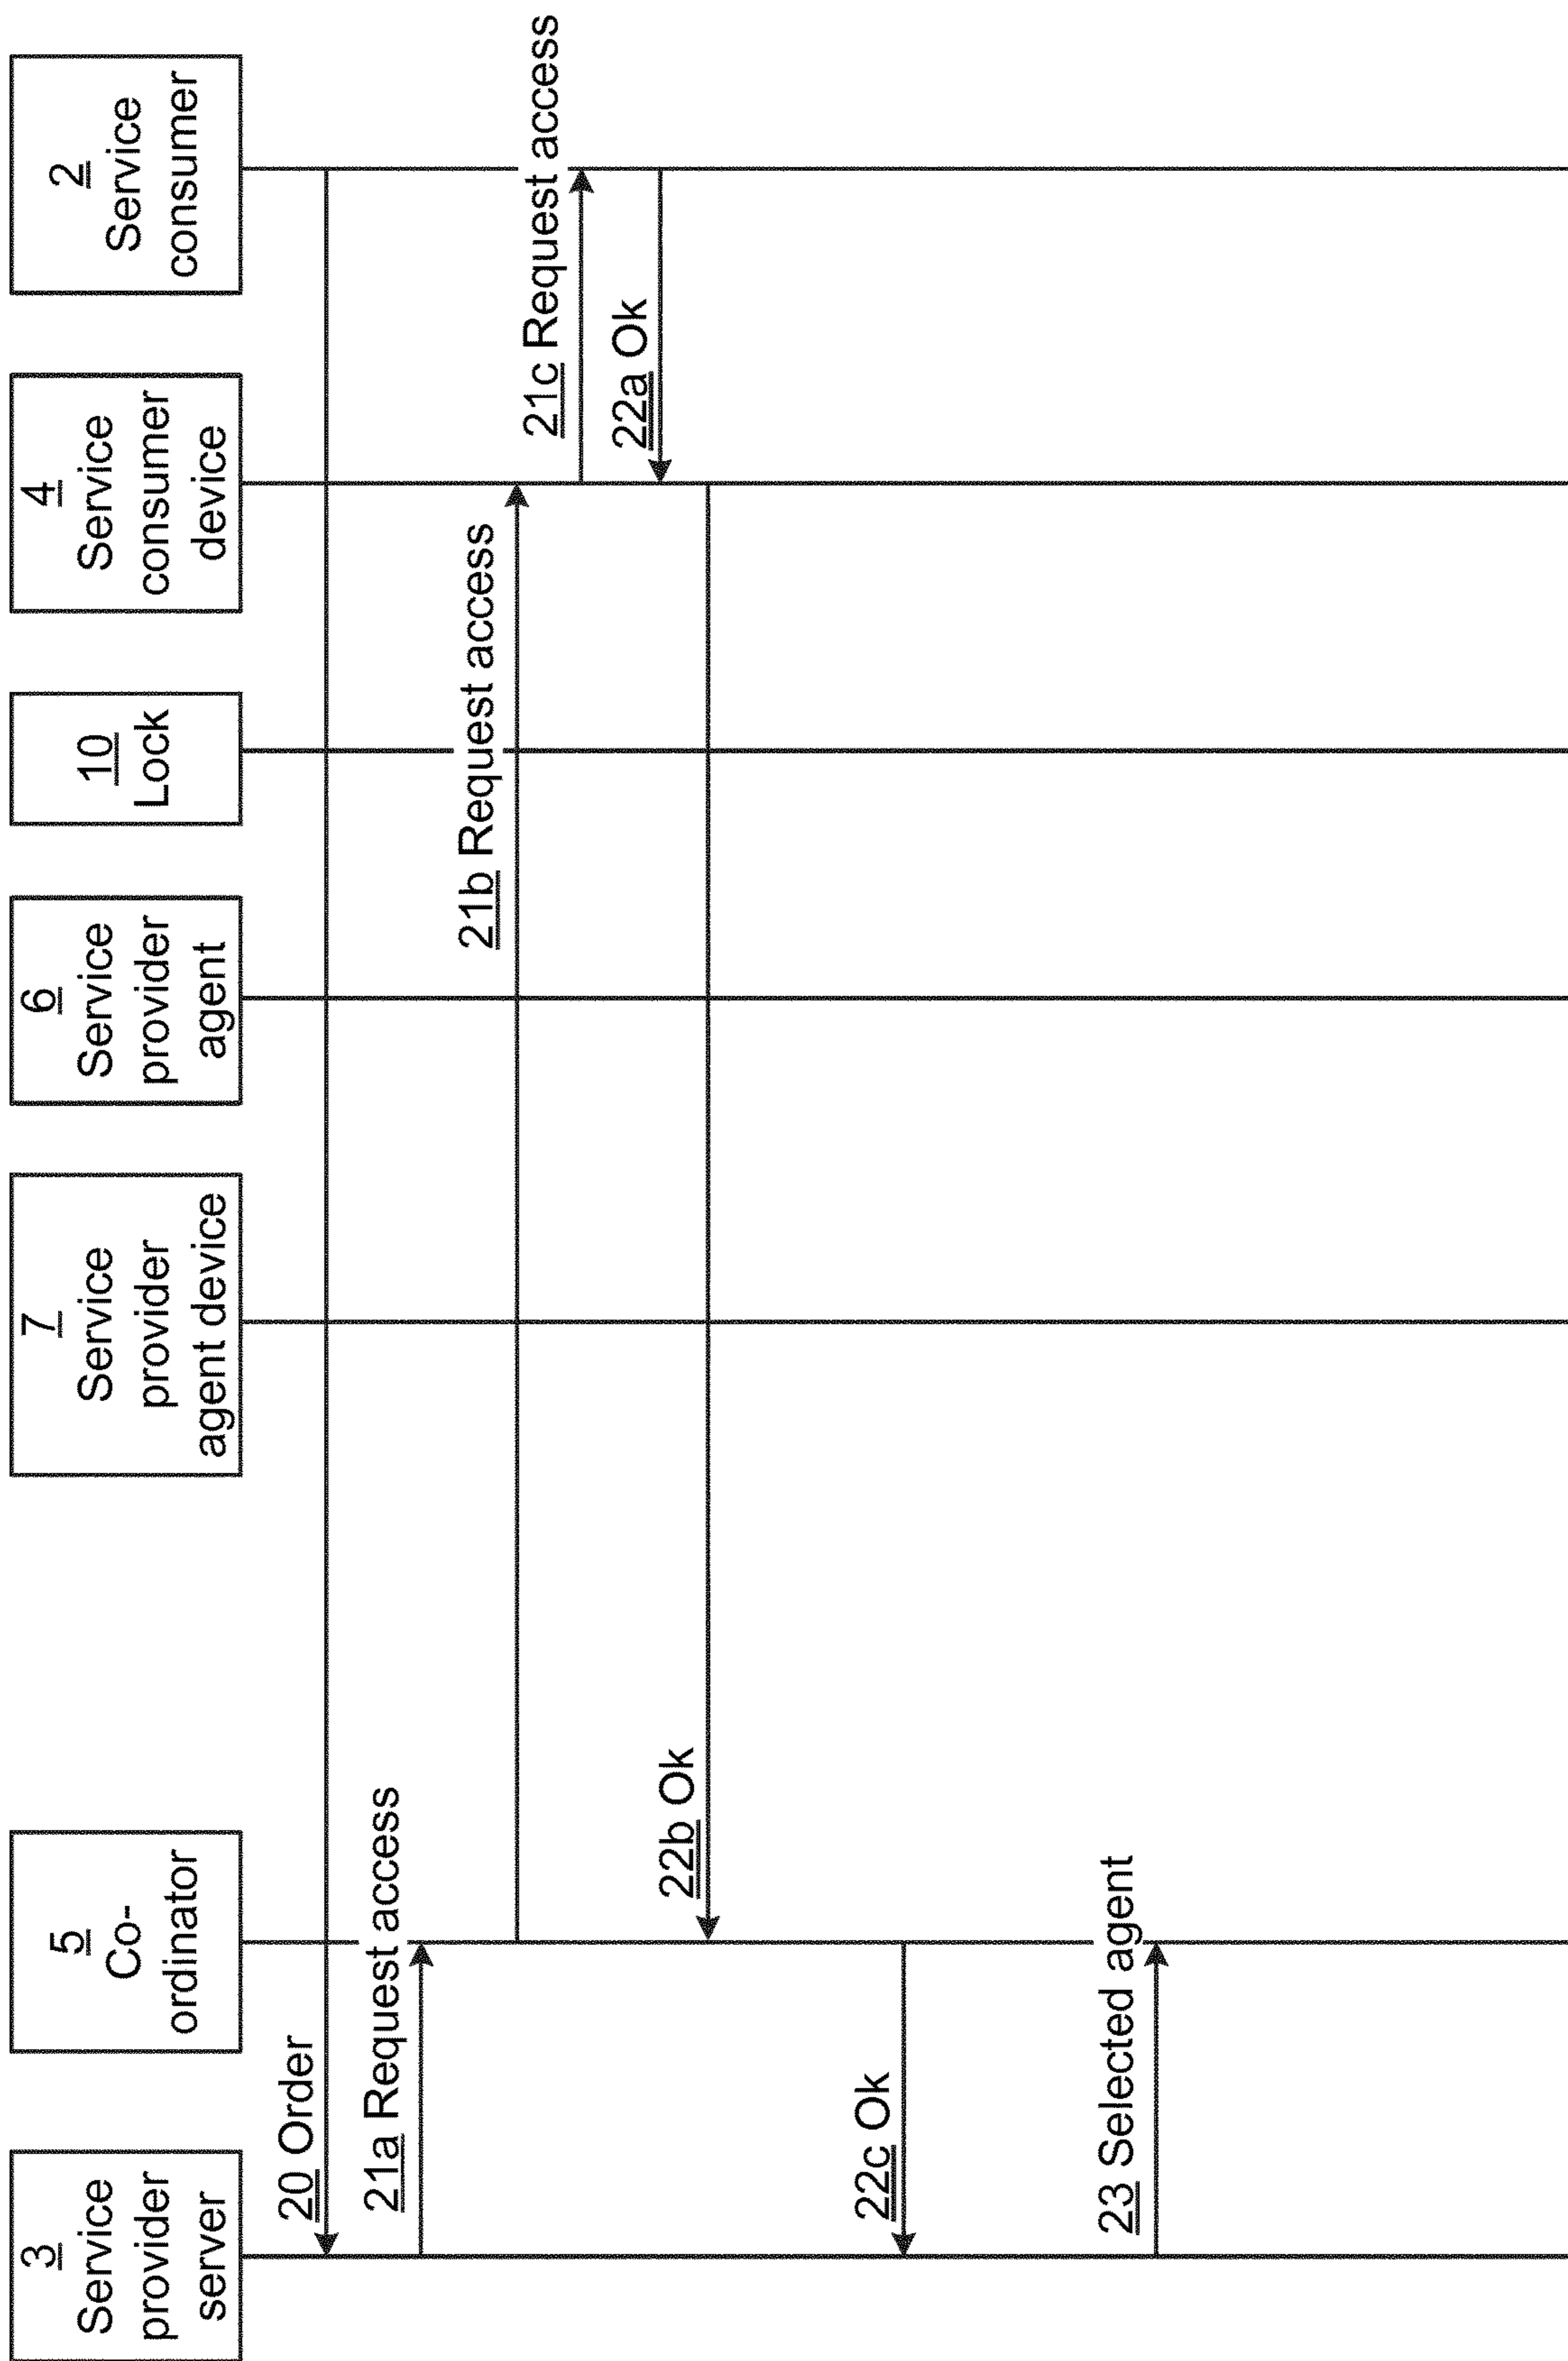 3
Service
provider
server
5
Co-
ordinator
7
Service
provider
agent device
6
Service
provider
agent
10
Lock
4
Service
consumer
device
2
Service
consumer
20 Order
21a Request access
21b Request access
21c Request access
22a Ok
22b Ok
22c Ok
23 Selected agent